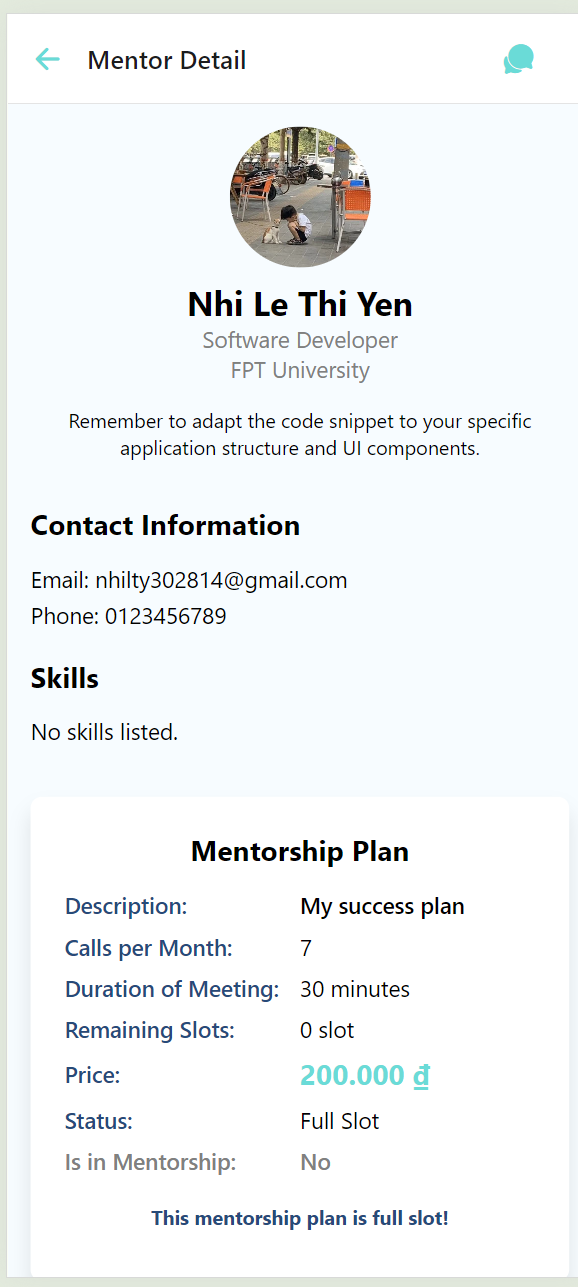 Mentor Detail
Nhi Le Thi Yen
Software Developer
FPT University
Remember to adapt the code snippet to your specific
application structure and UI components.
Contact Information
Email: nhilty302814@gmail.com
Phone: 0123456789
Skills
No skills listed.
Mentorship Plan
Description: My success plan
Calls per Month: 7
Duration of Meeting: 30 minutes
Remaining Slots: 0 slot
Price: 200.000 ₫
Status: Full Slot
Is in Mentorship: No
This mentorship plan is full slot!